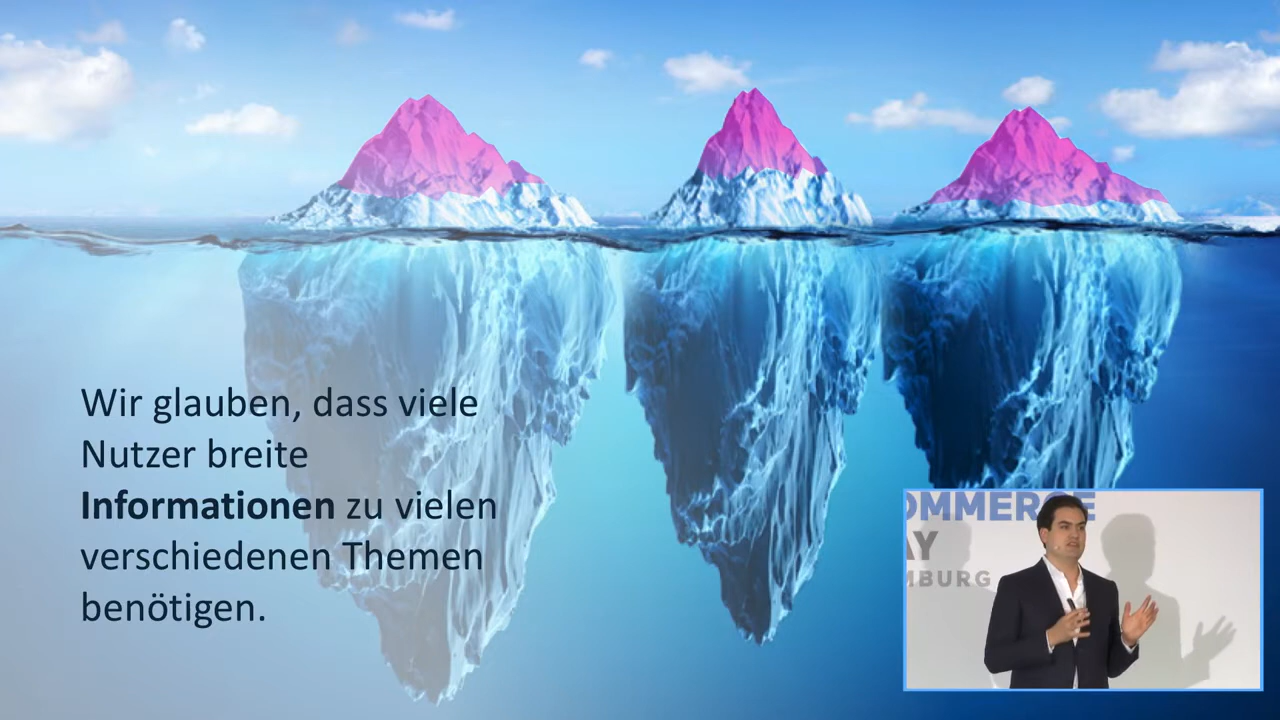 Wir glauben, dass viele
Nutzer breite
Informationen zu vielen
verschiedenen Themen
benötigen.
OMMERCE
AY
MBURG